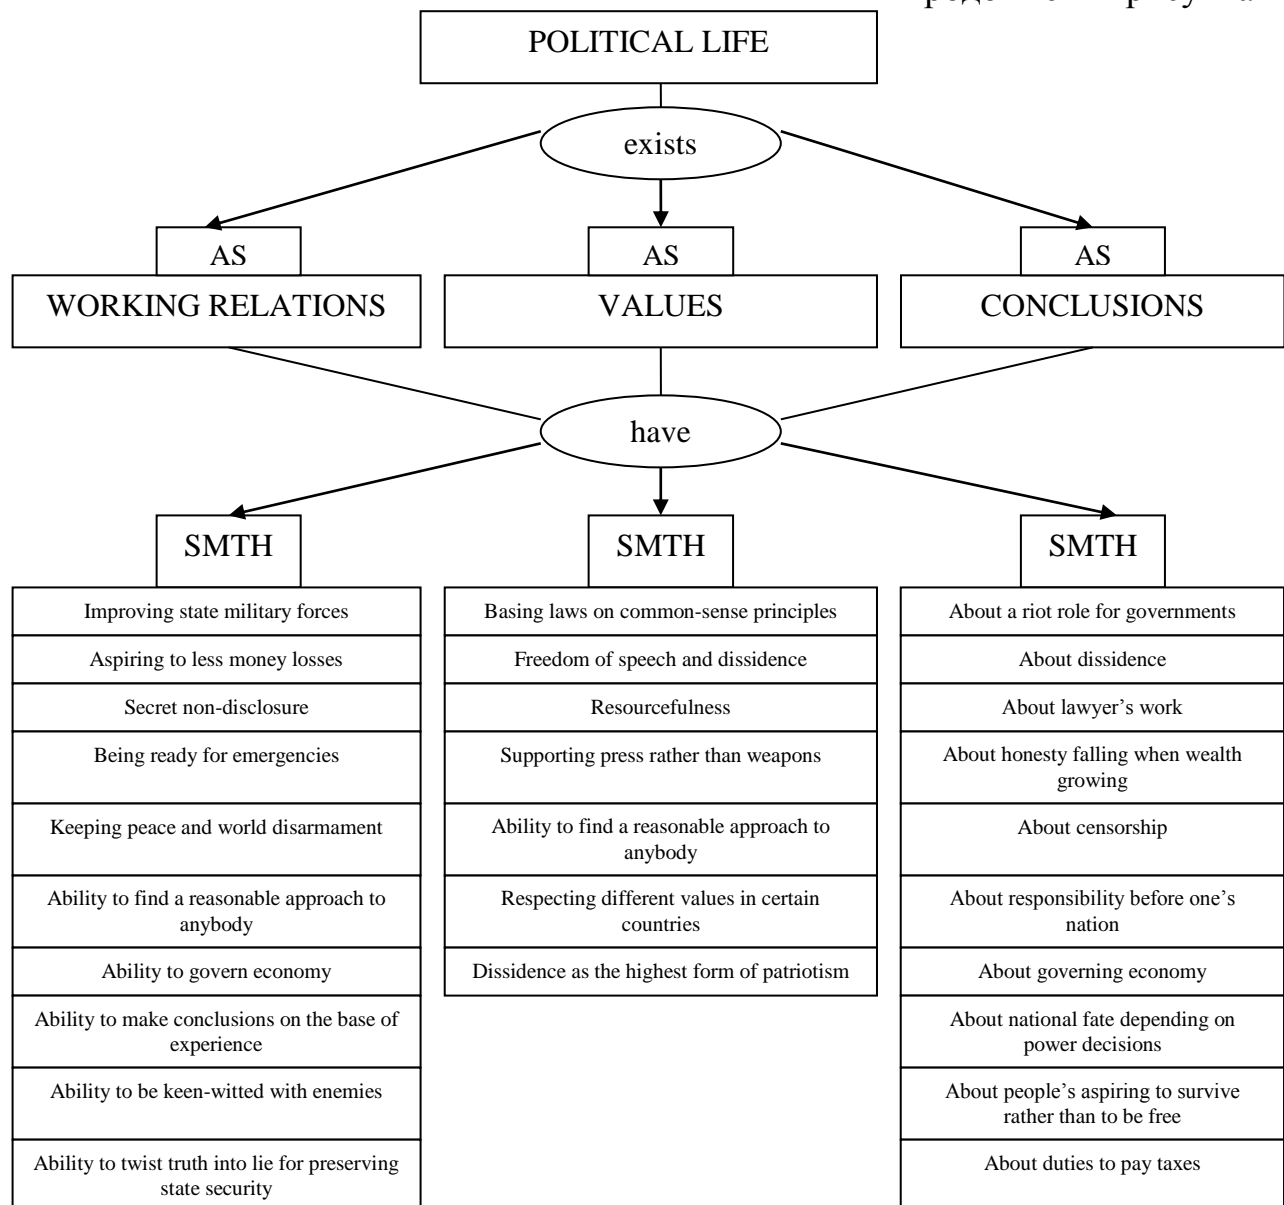 POLITICAL LIFE
exists
AS
AS
AS
WORKING RELATIONS
VALUES
CONCLUSIONS
have
SMTH
SMTH
SMTH
Improving state military forces
Aspiring to less money losses
Secret non-disclosure
Being ready for emergencies
Keeping peace and world disarmament
Ability to find a reasonable approach to
anybody
Ability to govern economy
Ability to make conclusions on the base of
experience
Ability to be keen-witted with enemies
Ability to twist truth into lie for preserving
state security
Basing laws on common-sense principles
Freedom of speech and dissidence
Resourcefulness
Supporting press rather than weapons
Ability to find a reasonable approach to
anybody
Respecting different values in certain
countries
Dissidence as the highest form of patriotism
About a riot role for governments
About dissidence
About lawyer’s work
About honesty falling when wealth
growing
About censorship
About responsibility before one’s
nation
About governing economy
About national fate depending on
power decisions
About people’s aspiring to survive
rather than to be free
About duties to pay taxes